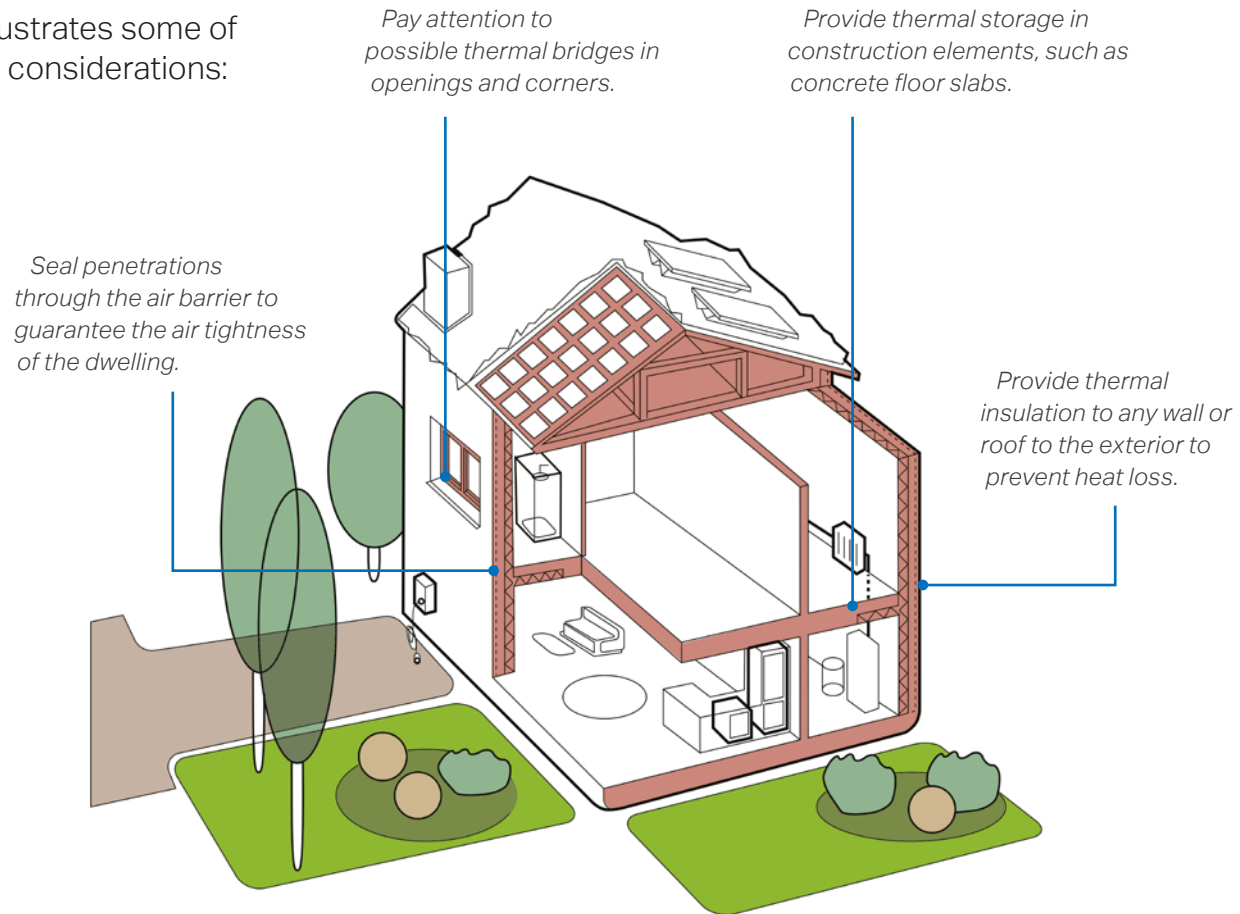 ustrates some of
considerations:
Pay attention to
possible thermal bridges in
openings and corners.
Provide thermal storage in
construction elements, such as
concrete floor slabs.
Seal penetrations
through the air barrier to
guarantee the air tightness
of the dwelling.
Provide thermal
insulation to any wall or
roof to the exterior to
prevent heat loss.